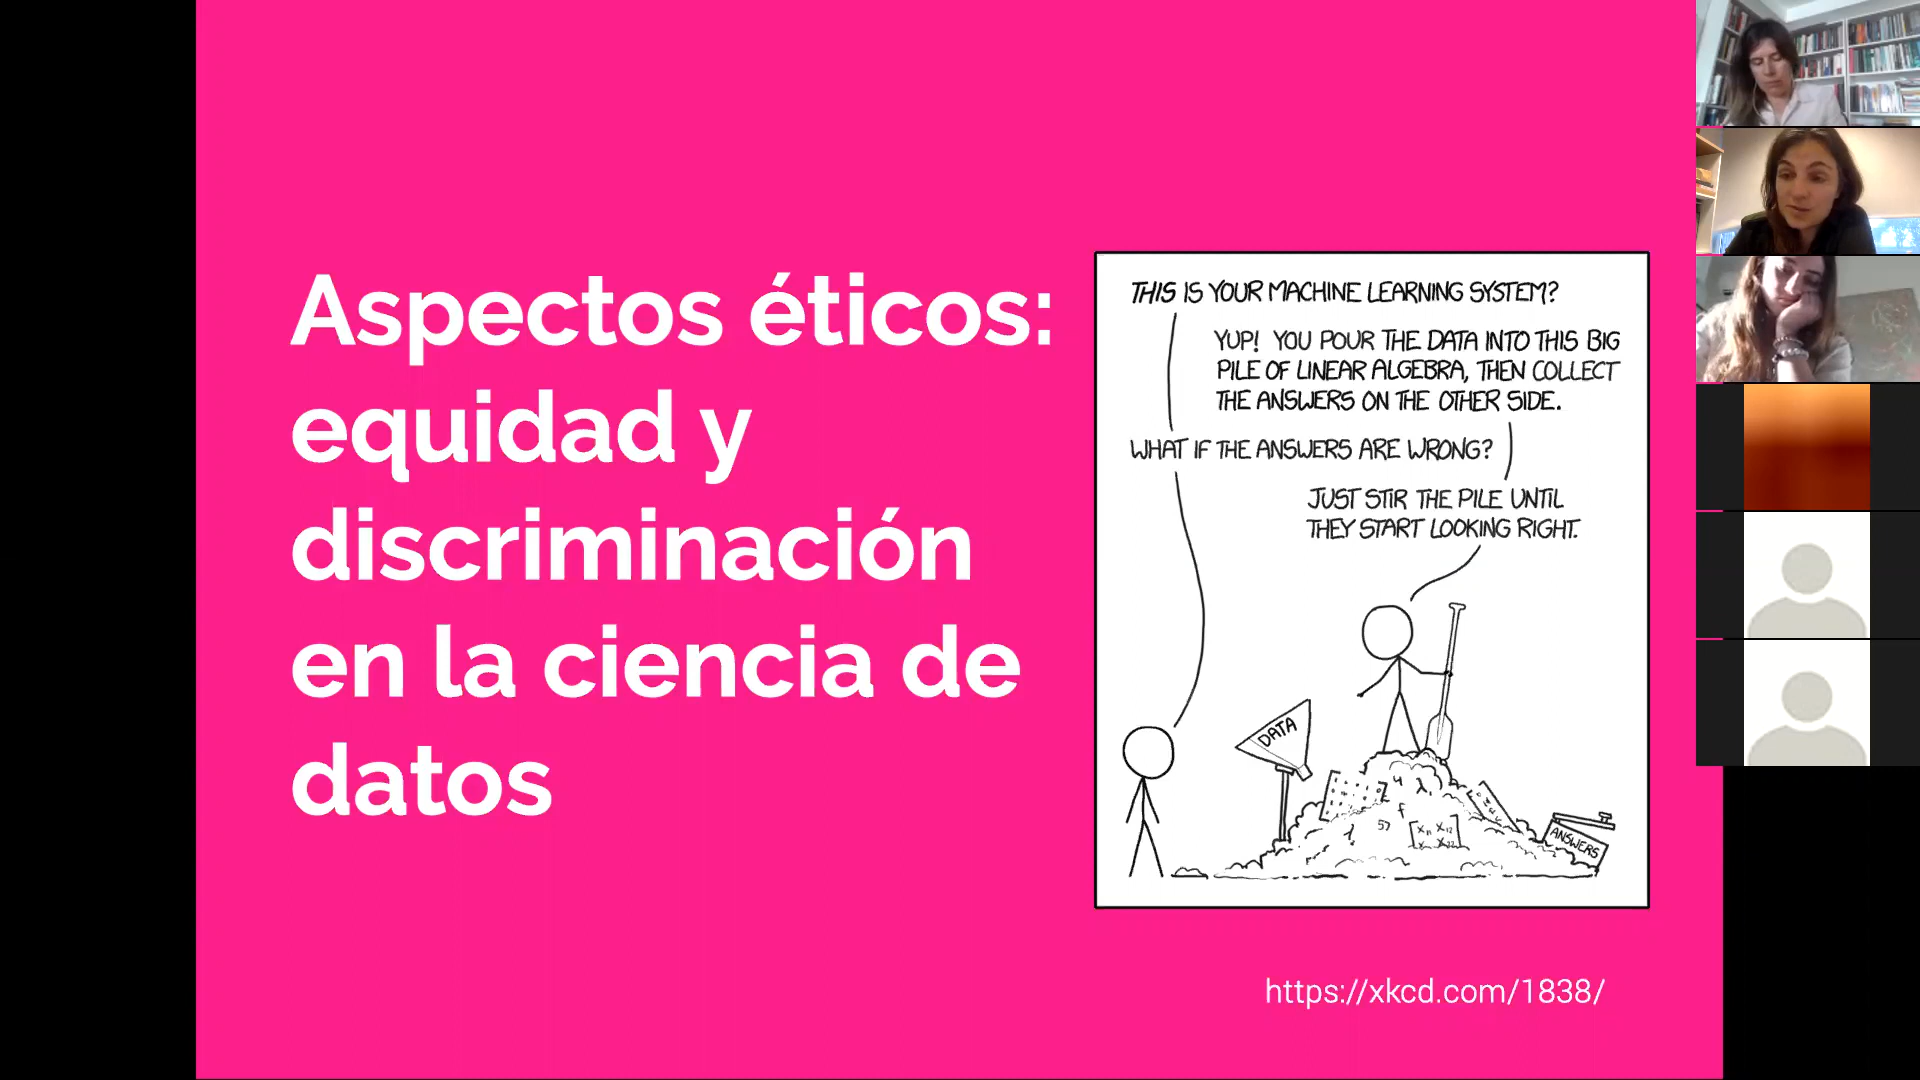 Aspectos éticos:
equidad y
discriminación
en la ciencia de
datos
THIS IS YOUR MACHINE LEARNING SYSTEM?
YUP! YOU POUR THE DATA INTO THIS BIG
PILE OF LINEAR ALGEBRA, THEN COLLECT
THE ANSWERS ON THE OTHER SIDE.
WHAT IF THE ANSWERS ARE WRONG?
JUST STIR THE PILE UNTIL
THEY START LOOKING RIGHT.
DATA
ANSWERS
https://xkcd.com/1838/